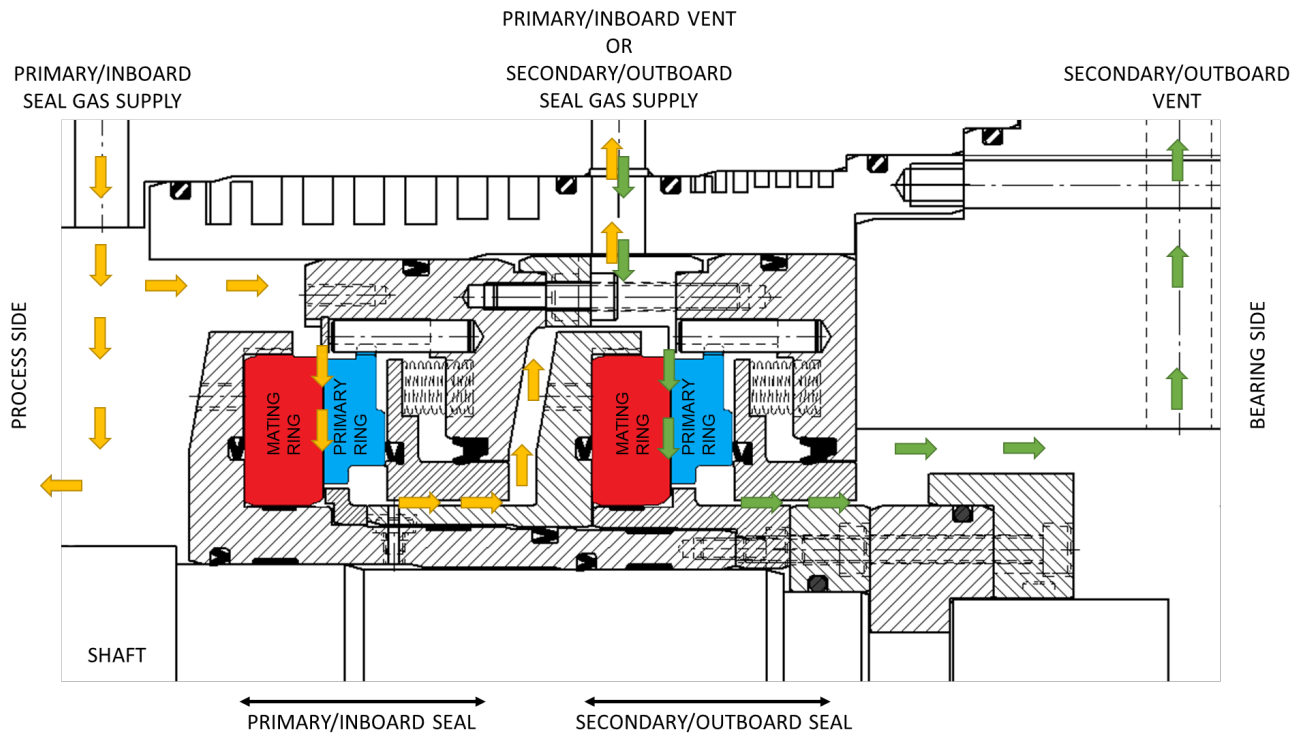 PRIMARY/INBOARD VENT
OR
SECONDARY/OUTBOARD
SEAL GAS SUPPLY
PRIMARY/INBOARD
SEAL GAS SUPPLY
SECONDARY/OUTBOARD
VENT
PROCESS SIDE
MATING
RING
PRIMARY
RING
MATING
RING
PRIMARY
RING
BEARING SIDE
SHAFT
PRIMARY/INBOARD SEAL
SECONDARY/OUTBOARD SEAL